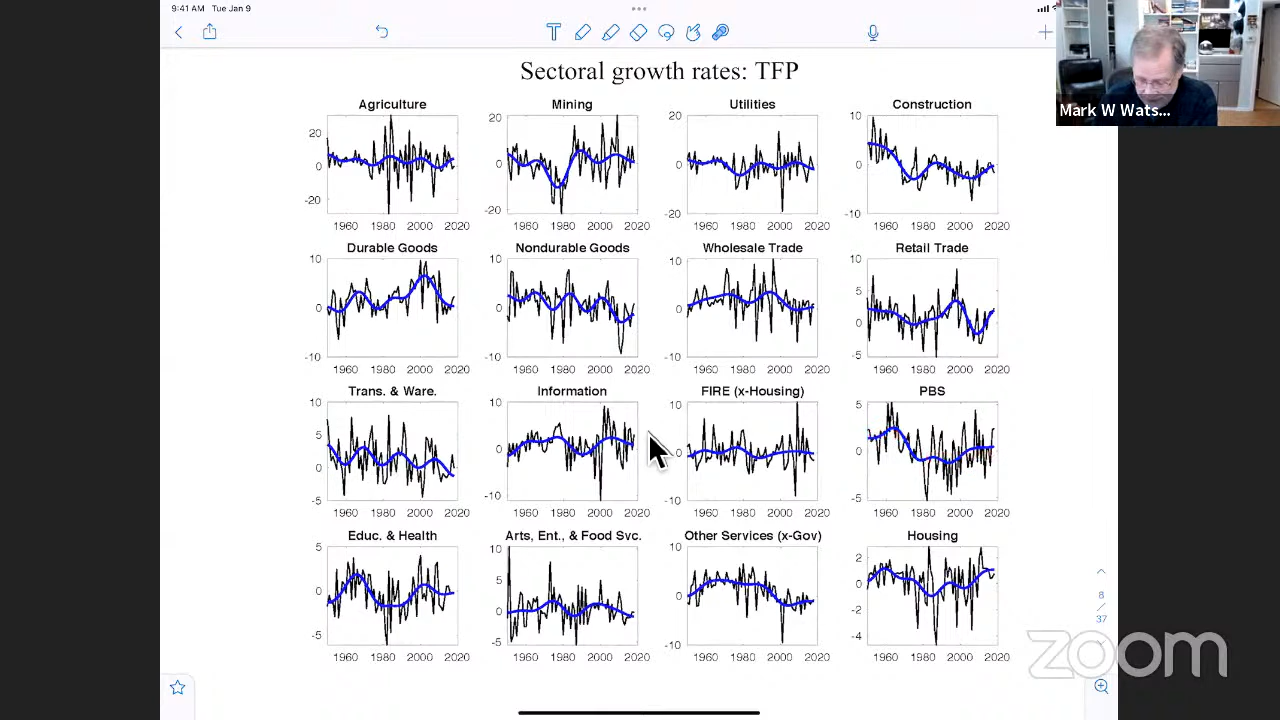 9:41 AM Tue Jan 9
Sectoral growth rates: TFP
Mark W Wats...
Agriculture
Mining
Utilities
Construction
20
0
-20
1960 1980 2000 2020
20
0
-20
1960 1980 2000 2020
20
0
-20
1960 1980 2000 2020
10
0
-10
1960 1980 2000 2020
Durable Goods
Nondurable Goods
Wholesale Trade
Retail Trade
10
0
-10
1960 1980 2000 2020
10
0
-10
1960 1980 2000 2020
10
0
-10
1960 1980 2000 2020
10
5
0
-5
1960 1980 2000 2020
Trans. & Ware.
Information
FIRE (x-Housing)
PBS
10
5
0
-5
1960 1980 2000 2020
10
0
-10
1960 1980 2000 2020
10
0
-10
1960 1980 2000 2020
5
0
-5
1960 1980 2000 2020
Educ. & Health
Arts, Ent., & Food Svc.
Other Services (x-Gov)
Housing
5
0
-5
1960 1980 2000 2020
10
5
0
-5
1960 1980 2000 2020
10
0
-10
1960 1980 2000 2020
2
0
-2
-4
1960 1980 2000 2020
8
/
37
zoom